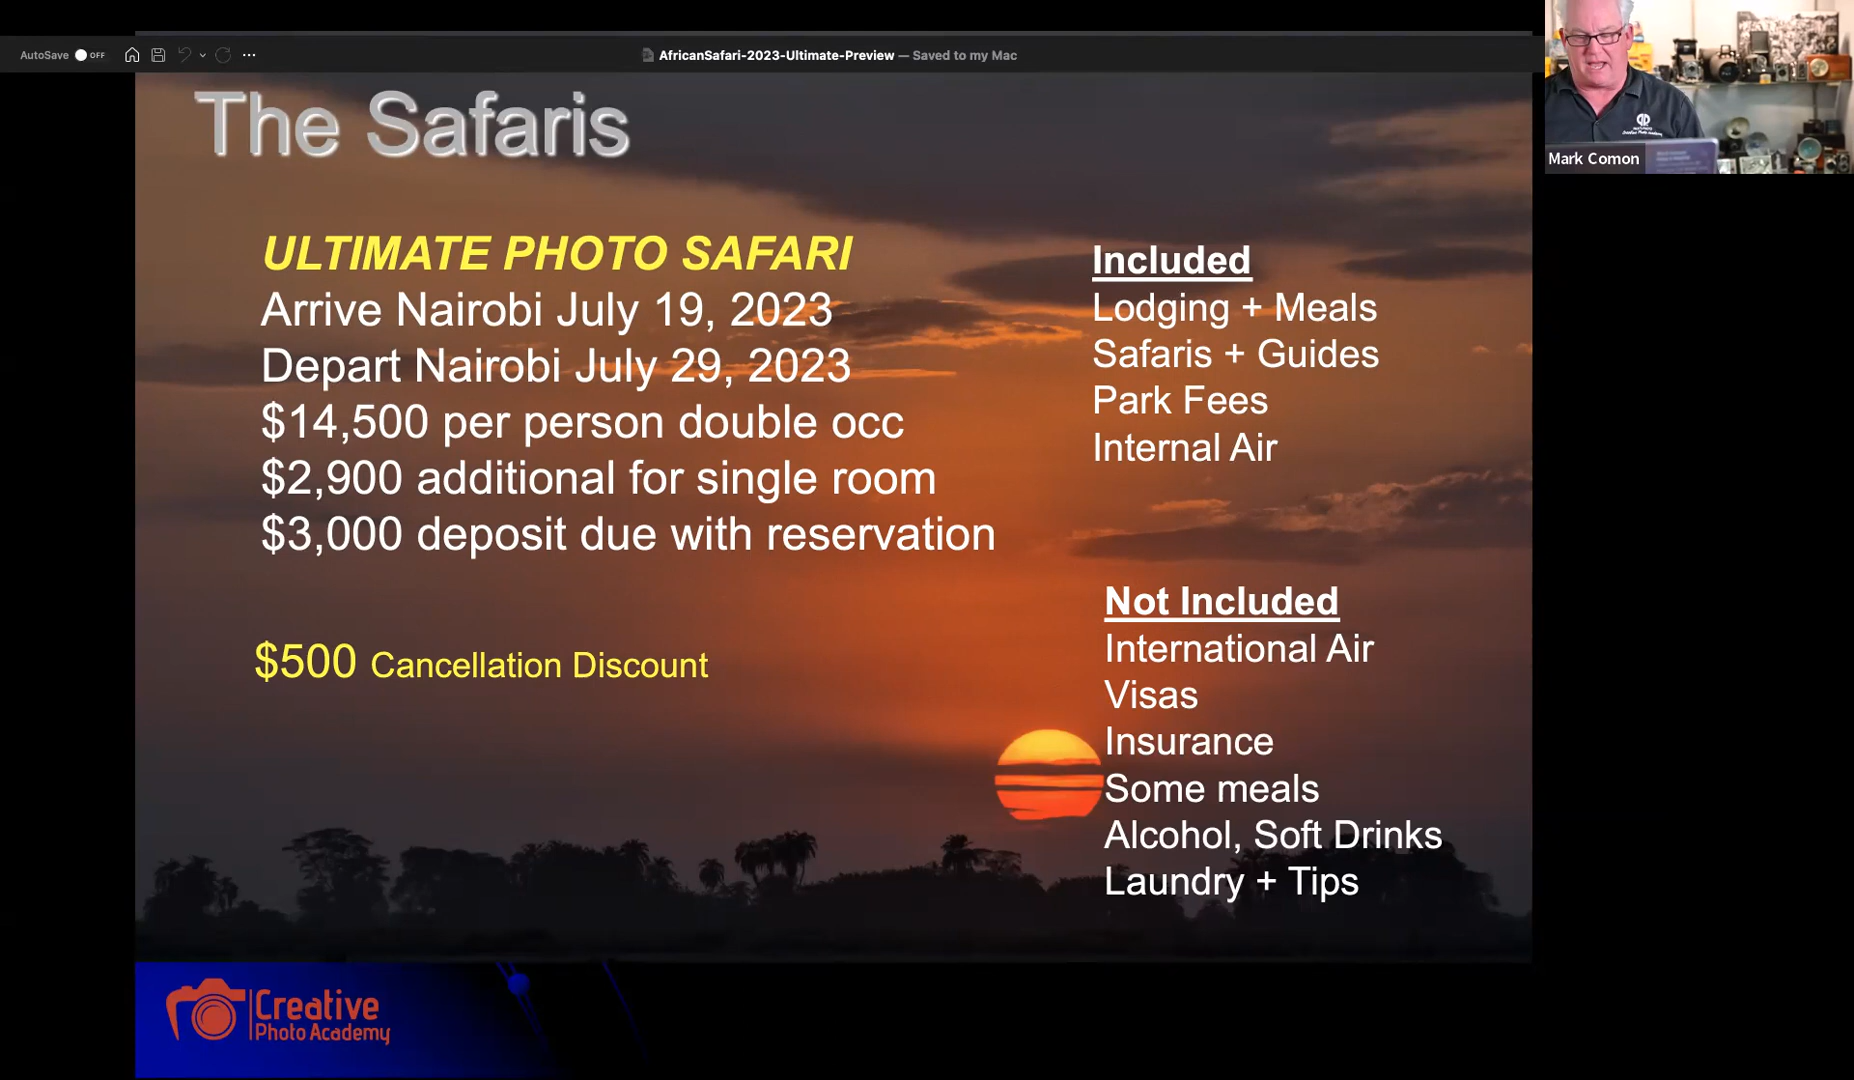 AutoSave OFF
AfricanSafari-2023-Ultimate-Preview — Saved to my Mac
The Safaris
ULTIMATE PHOTO SAFARI
Arrive Nairobi July 19, 2023
Depart Nairobi July 29, 2023
$14,500 per person double occ
$2,900 additional for single room
$3,000 deposit due with reservation
$500 Cancellation Discount
Included
Lodging + Meals
Safaris + Guides
Park Fees
Internal Air
Not Included
International Air
Visas
Insurance
Some meals
Alcohol, Soft Drinks
Laundry + Tips
Creative
Photo Academy
Mark Comon